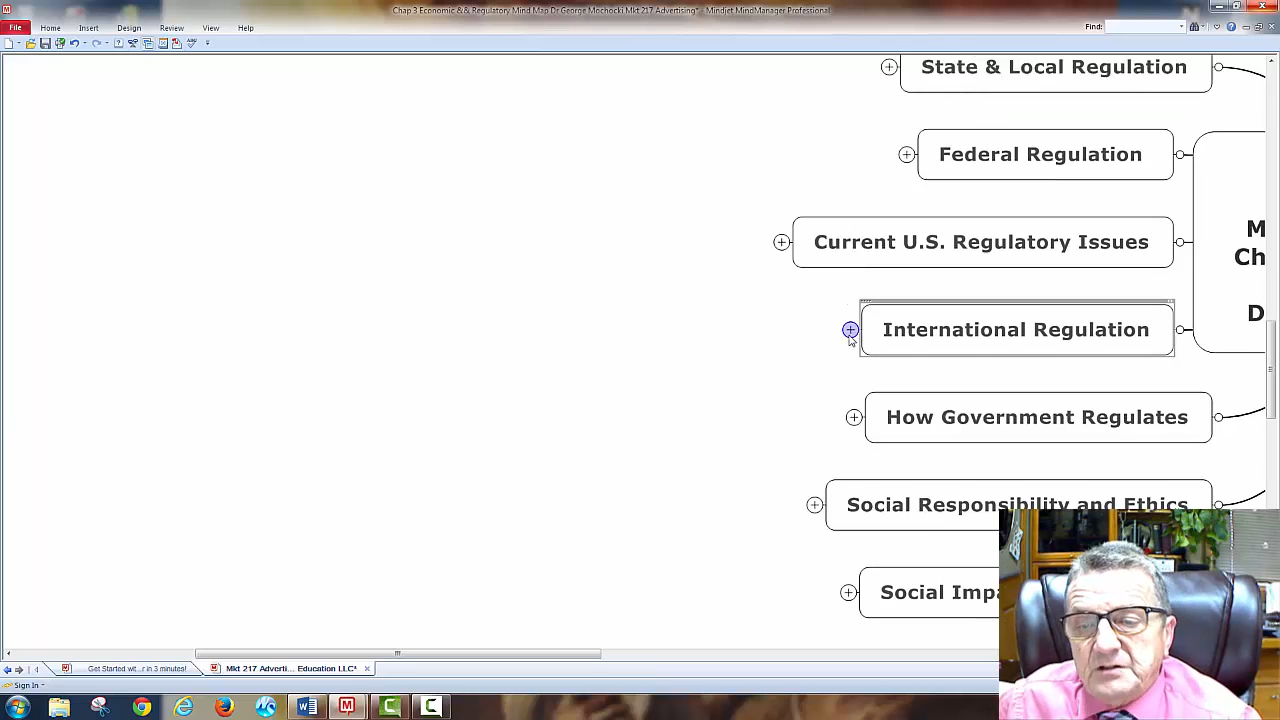 Chap 3 Economic & & Regulatory Mind Map Dr George Mochocki Mkt 217 Advertising* - Mindjet MindManager Professional
File Home Insert Design Review View Help
Find:
State & Local Regulation
Federal Regulation
Current U.S. Regulatory Issues
International Regulation
How Government Regulates
Social Responsibility and Ethics
Social Impa
M
Ch
D
Get Started wit...r in 3 minutes!
Mkt 217 Adverti... Education LLC*
Sign In